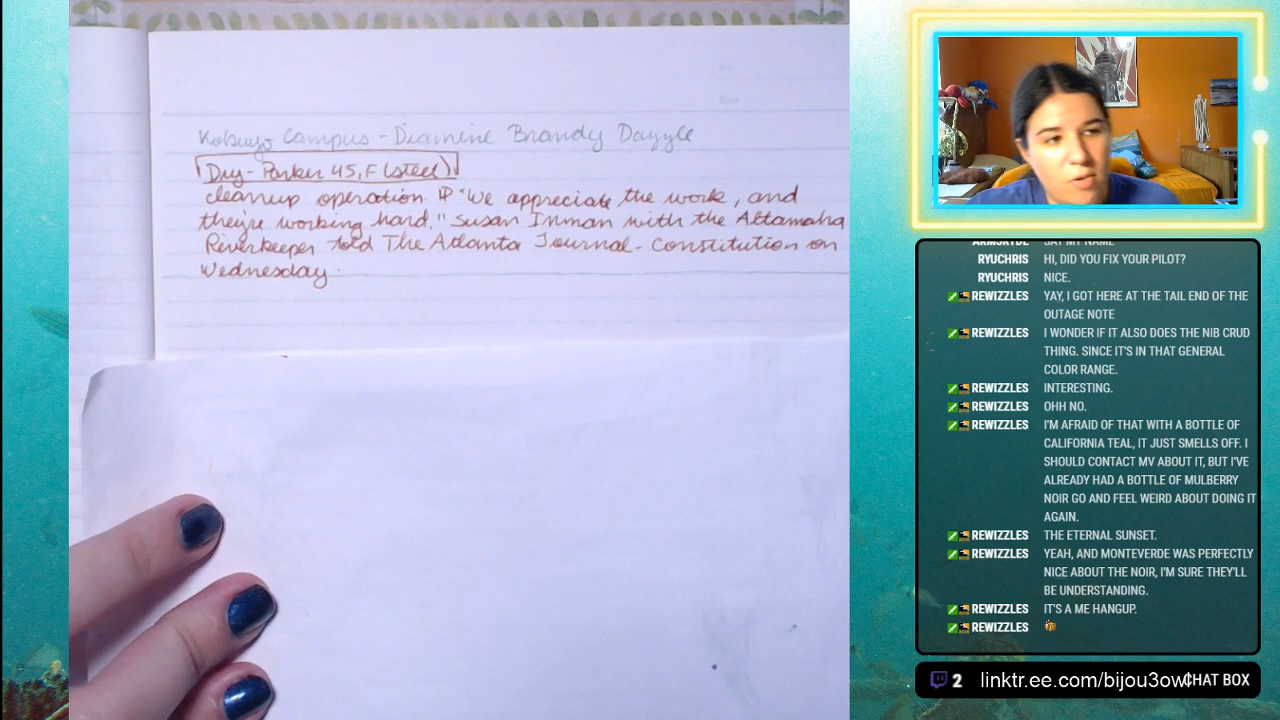 Kokuyo Campus - Diamine Brandy Dazzle
Dry - Parker 45, F (steel)
cleanup operation ¶ "We appreciate the work, and
they're working hard." Susan Inman with the Altamaha
Riverkeeper told The Atlanta Journal-Constitution on
Wednesday.
SAY MY NAME
RYUCHRIS HI, DID YOU FIX YOUR PILOT?
RYUCHRIS NICE.
REWIZZLES YAY, I GOT HERE AT THE TAIL END OF THE
OUTAGE NOTE
REWIZZLES I WONDER IF IT ALSO DOES THE NIB CRUD
THING. SINCE IT'S IN THAT GENERAL
COLOR RANGE.
REWIZZLES INTERESTING.
REWIZZLES OHH NO.
REWIZZLES I'M AFRAID OF THAT WITH A BOTTLE OF
CALIFORNIA TEAL, IT JUST SMELLS OFF. I
SHOULD CONTACT MV ABOUT IT, BUT I'VE
ALREADY HAD A BOTTLE OF MULBERRY
NOIR GO AND FEEL WEIRD ABOUT DOING IT
AGAIN.
REWIZZLES THE ETERNAL SUNSET.
REWIZZLES YEAH, AND MONTEVERDE WAS PERFECTLY
NICE ABOUT THE NOIR, I'M SURE THEY'LL
BE UNDERSTANDING.
REWIZZLES IT'S A ME HANGUP.
REWIZZLES
2 linktr.ee.com/bijou3owl CHAT BOX